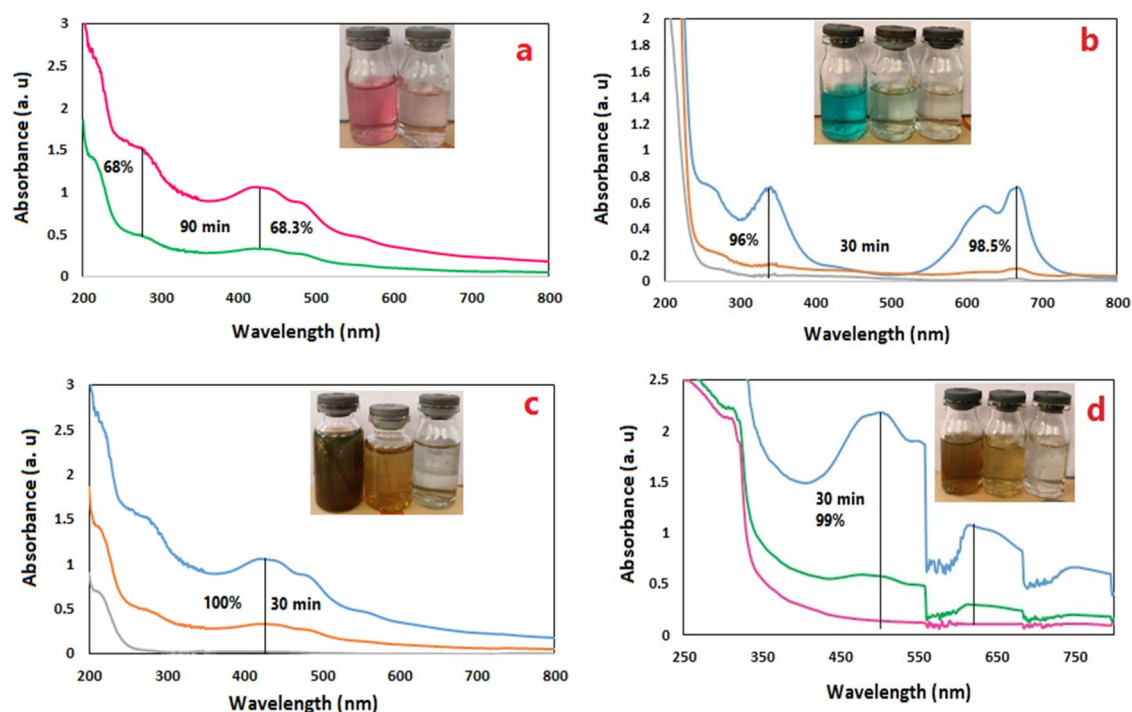 a
3
2.5
2
1.5
1
0.5
0
Absorbance (a. u)
68%
90 min
68.3%
200 300 400 500 600 700 800
Wavelength (nm)
b
2
1.8
1.6
1.4
1.2
1
0.8
0.6
0.4
0.2
0
Absorbance (a. u)
96%
30 min
98.5%
200 300 400 500 600 700 800
Wavelength (nm)
c
3
2.5
2
1.5
1
0.5
0
Absorbance (a. u)
100%
30 min
200 300 400 500 600 700 800
Wavelength (nm)
d
2.5
2
1.5
1
0.5
0
Absorbance (a. u)
30 min
99%
250 350 450 550 650 750
Wavelength (nm)